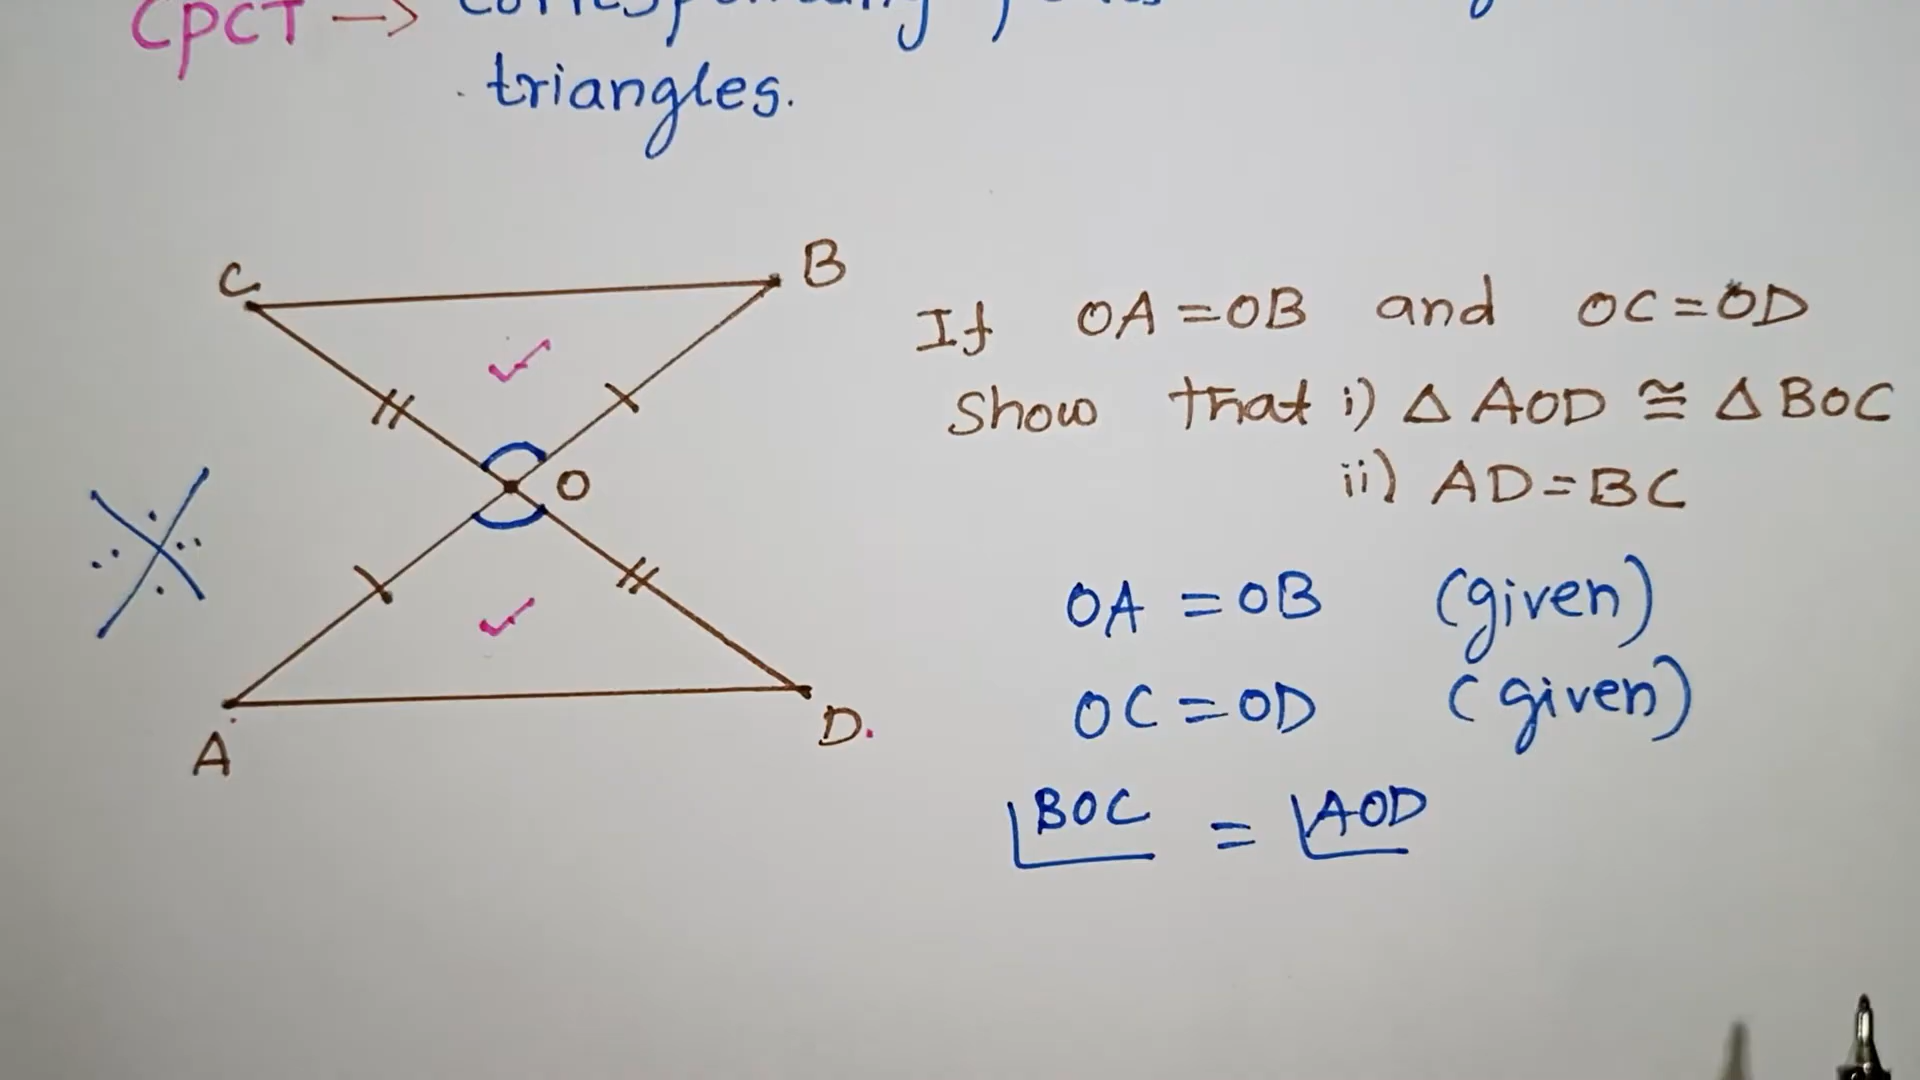 CPCT →
triangles.
C B
If OA = OB and OC = OD
Show that i) △ AOD ≅ △ BOC
ii) AD = BC
O
OA = OB (given)
OC = OD (given)
A D.
∠BOC = ∠AOD